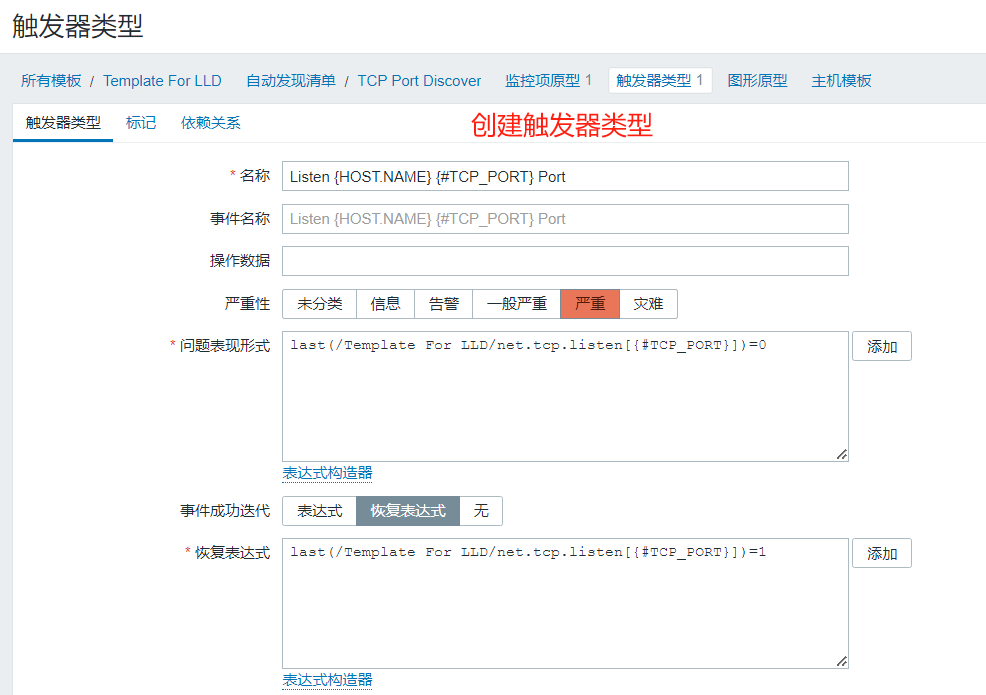 触发器类型
所有模板 / Template For LLD 自动发现清单 / TCP Port Discover 监控项原型 1 触发器类型 1 图形原型 主机模板
触发器类型 标记 依赖关系 创建触发器类型
* 名称 Listen {HOST.NAME} {#TCP_PORT} Port
事件名称 Listen {HOST.NAME} {#TCP_PORT} Port
操作数据
严重性 未分类 信息 告警 一般严重 严重 灾难
* 问题表现形式 last(/Template For LLD/net.tcp.listen[{#TCP_PORT}])=0 添加
表达式构造器
事件成功迭代 表达式 恢复表达式 无
* 恢复表达式 last(/Template For LLD/net.tcp.listen[{#TCP_PORT}])=1 添加
表达式构造器